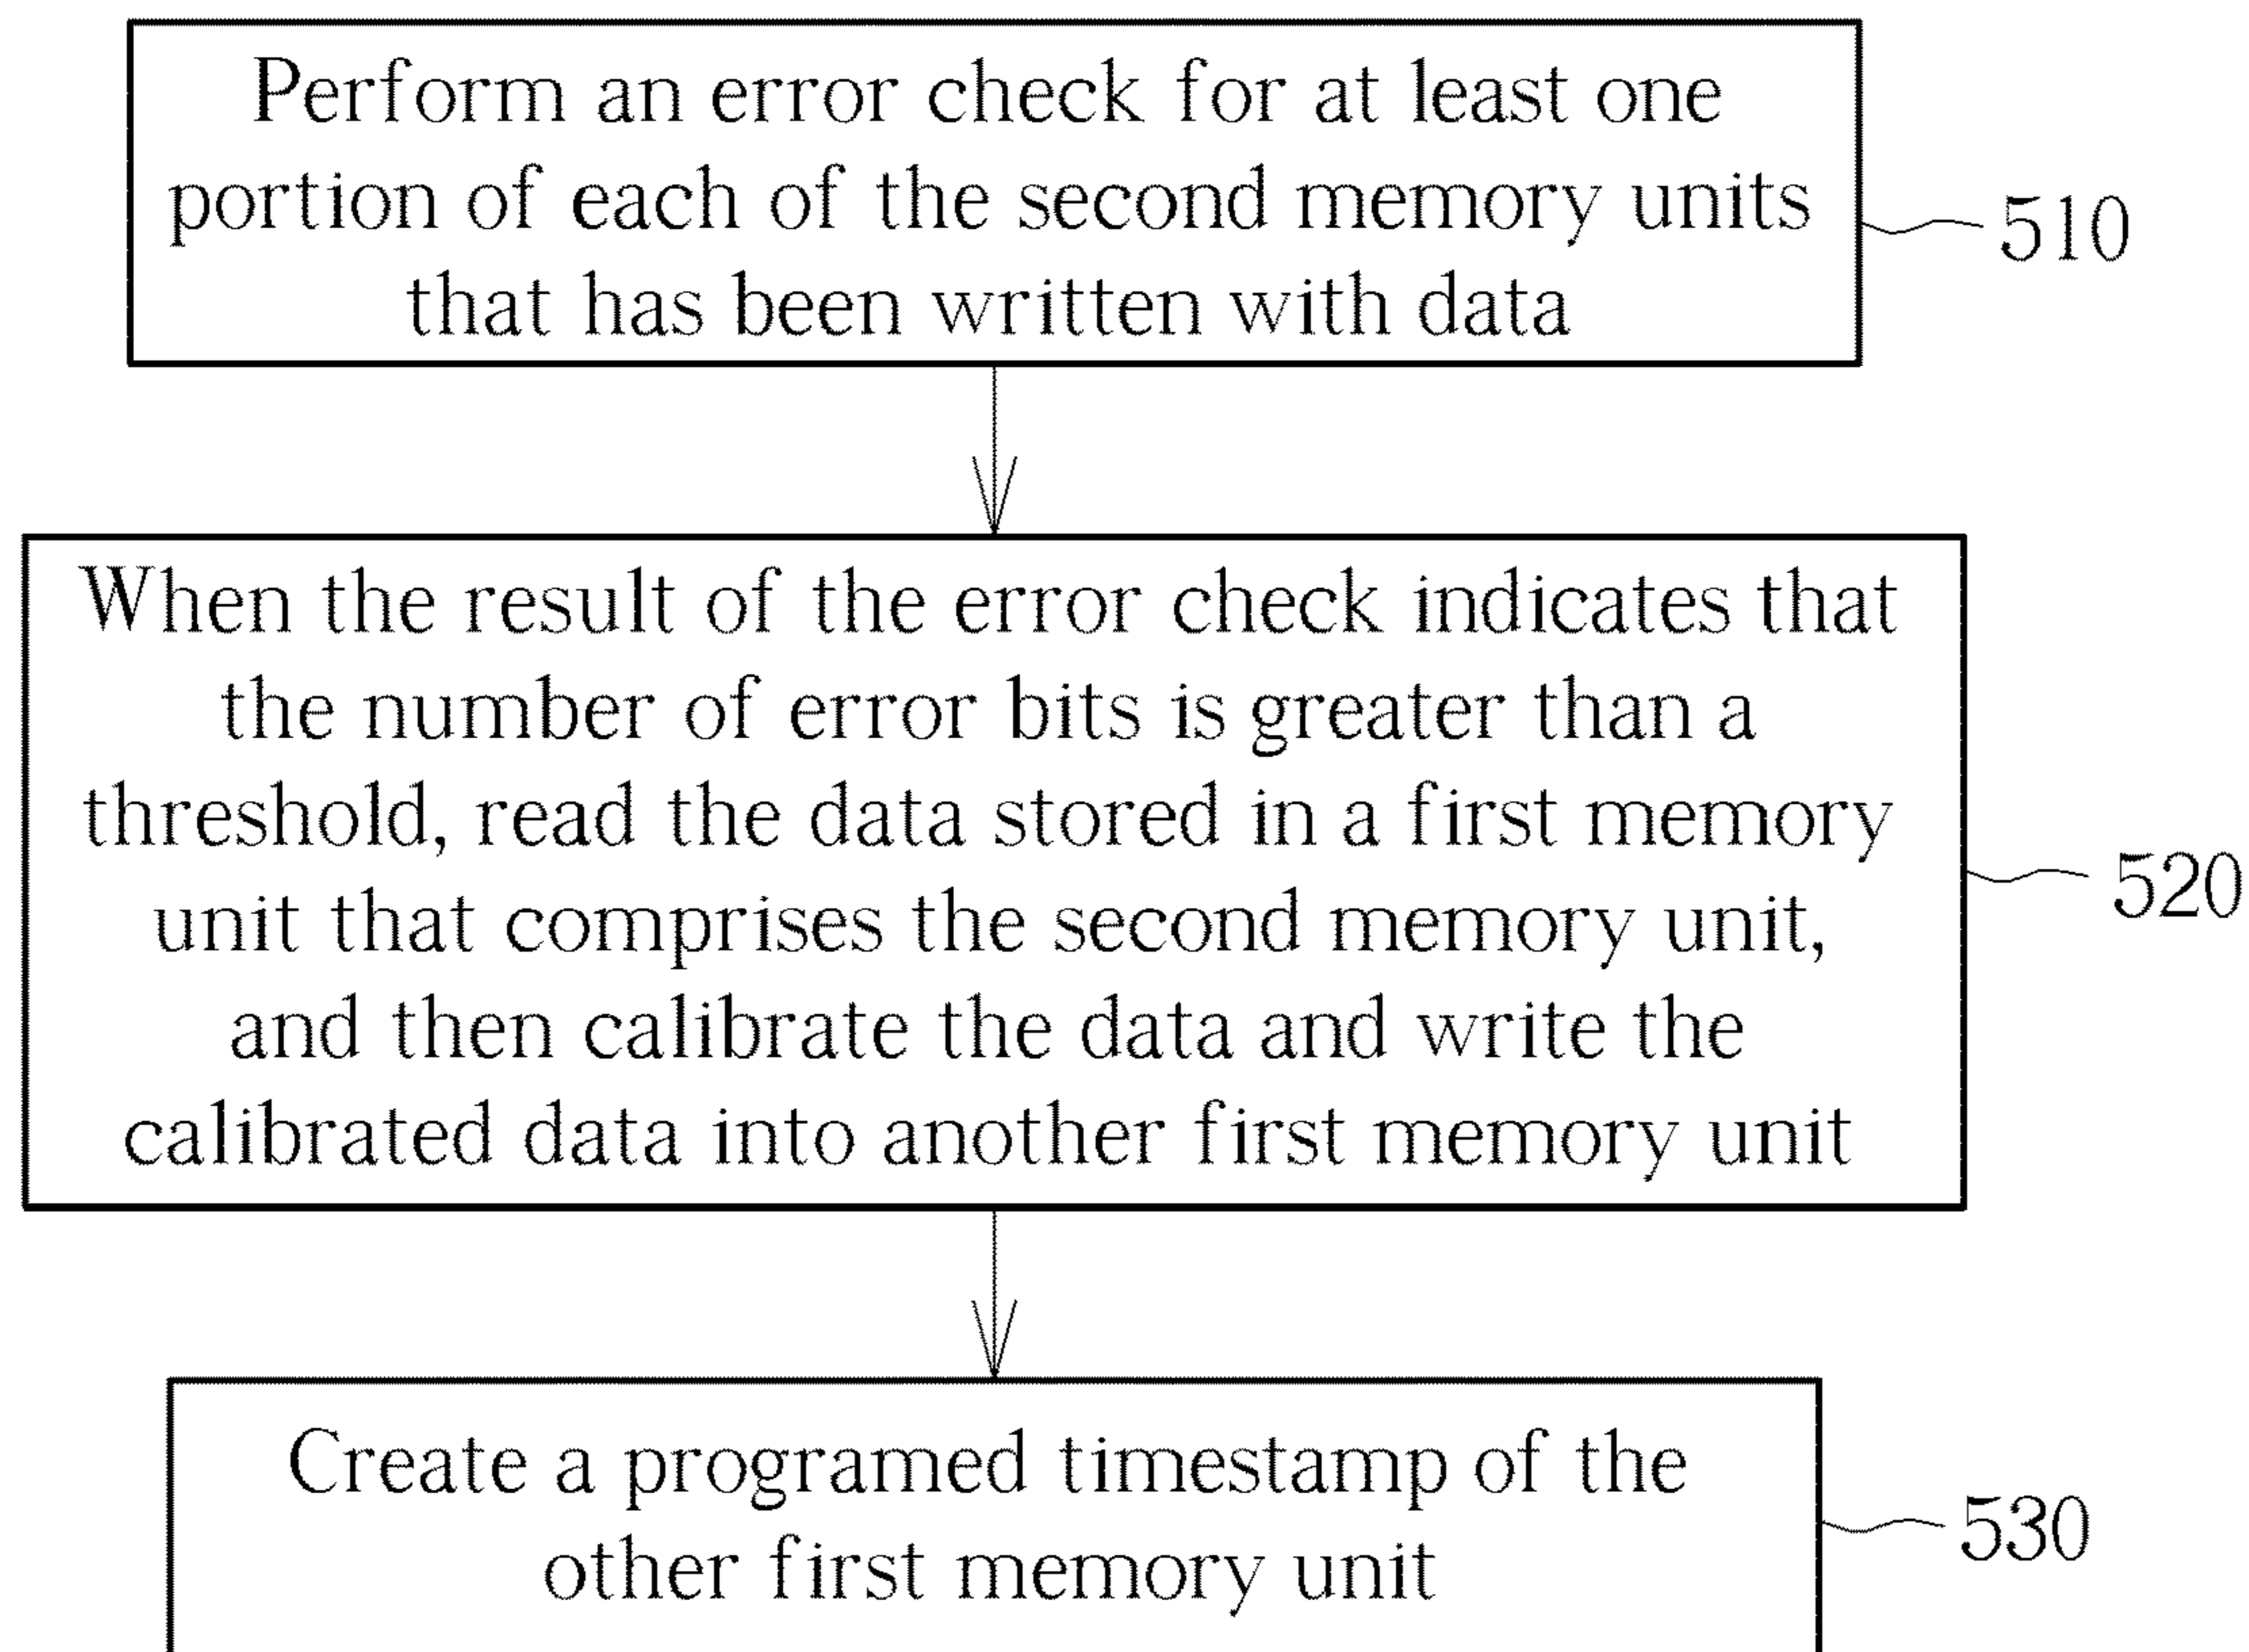 Perform an error check for at least one
portion of each of the second memory units
that has been written with data
510
When the result of the error check indicates that
the number of error bits is greater than a
threshold, read the data stored in a first memory
unit that comprises the second memory unit,
and then calibrate the data and write the
calibrated data into another first memory unit
520
Create a programed timestamp of the
other first memory unit
530